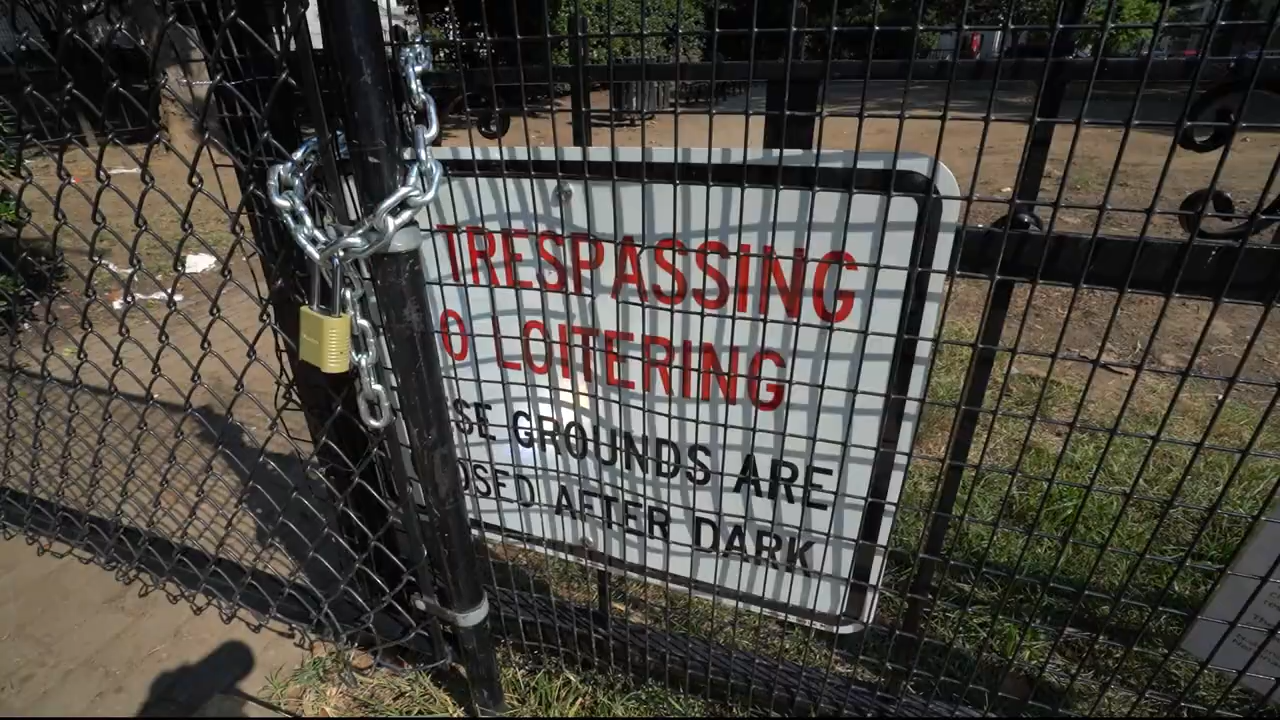 TRESPASSING
O LOITERING
SE GROUNDS ARE
OSED AFTER DARK